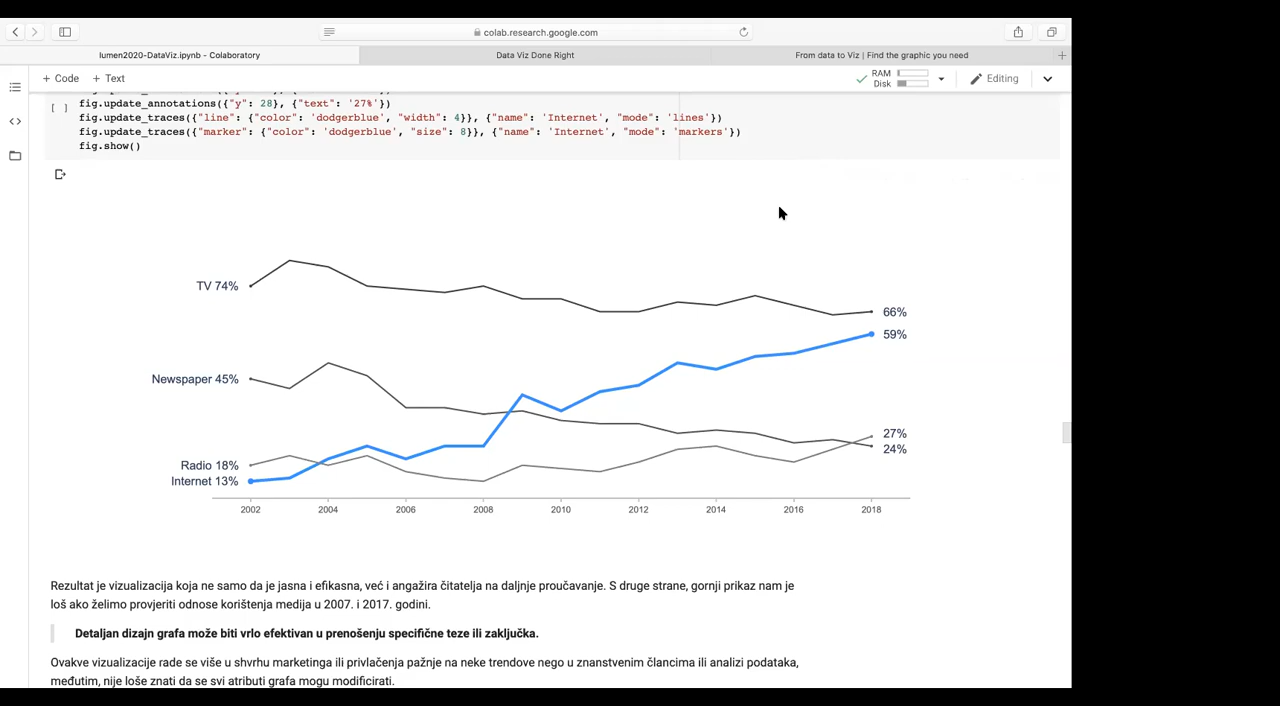 colab.research.google.com
lumen2020-DataViz.ipynb - Colaboratory
Data Viz Done Right
From data to Viz | Find the graphic you need
+ Code + Text
RAM
Disk
Editing
[ ]
fig.update_annotations({"y": 28}, {"text": '27%'})
fig.update_traces({"line": {"color": 'dodgerblue', "width": 4}}, {"name": 'Internet', "mode": 'lines'})
fig.update_traces({"marker": {"color": 'dodgerblue', "size": 8}}, {"name": 'Internet', "mode": 'markers'})
fig.show()
TV 74%
66%
59%
Newspaper 45%
27%
24%
Radio 18%
Internet 13%
2002 2004 2006 2008 2010 2012 2014 2016 2018
Rezultat je vizualizacija koja ne samo da je jasna i efikasna, već i angažira čitatelja na daljnje proučavanje. S druge strane, gornji prikaz nam je
loš ako želimo provjeriti odnose korištenja medija u 2007. i 2017. godini.
Detaljan dizajn grafa može biti vrlo efektivan u prenošenju specifične teze ili zaključka.
Ovakve vizualizacije rade se više u shvrhu marketinga ili privlačenja pažnje na neke trendove nego u znanstvenim člancima ili analizi podataka,
međutim, nije loše znati da se svi atributi grafa mogu modificirati.